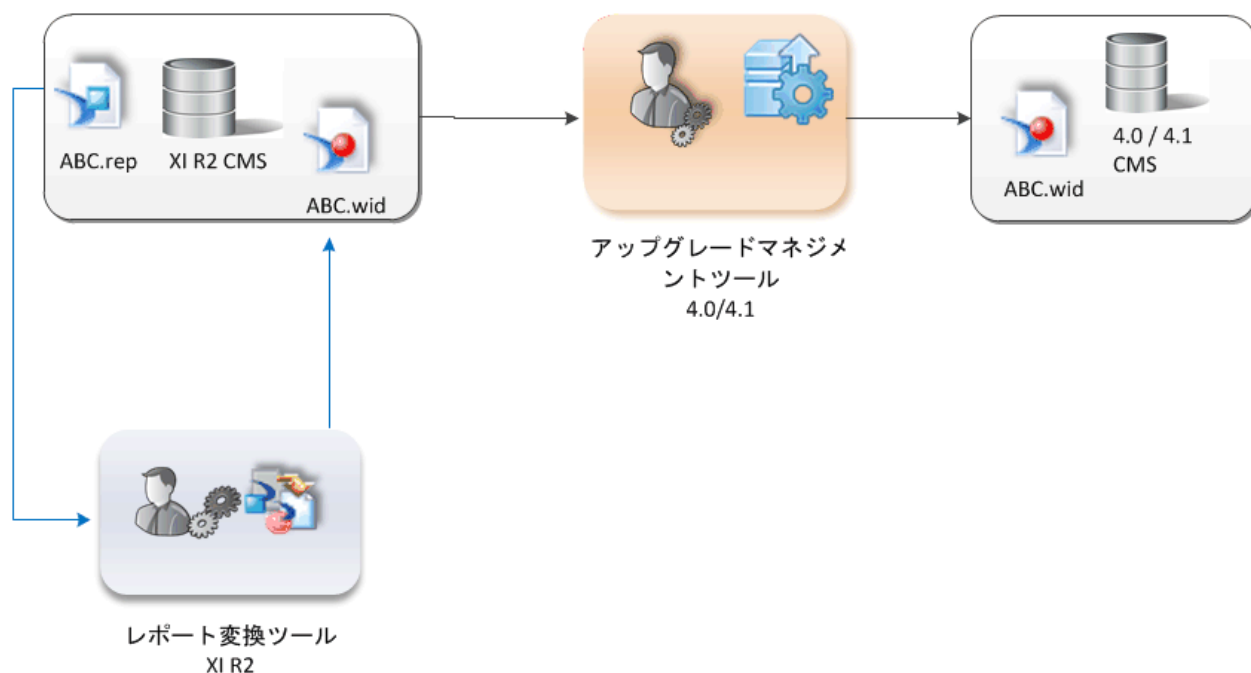 ABC.rep
XI R2 CMS
ABC.wid
アップグレードマネジメ
ントツール
4.0/4.1
ABC.wid
4.0 / 4.1
CMS
レポート変換ツール
XI R2